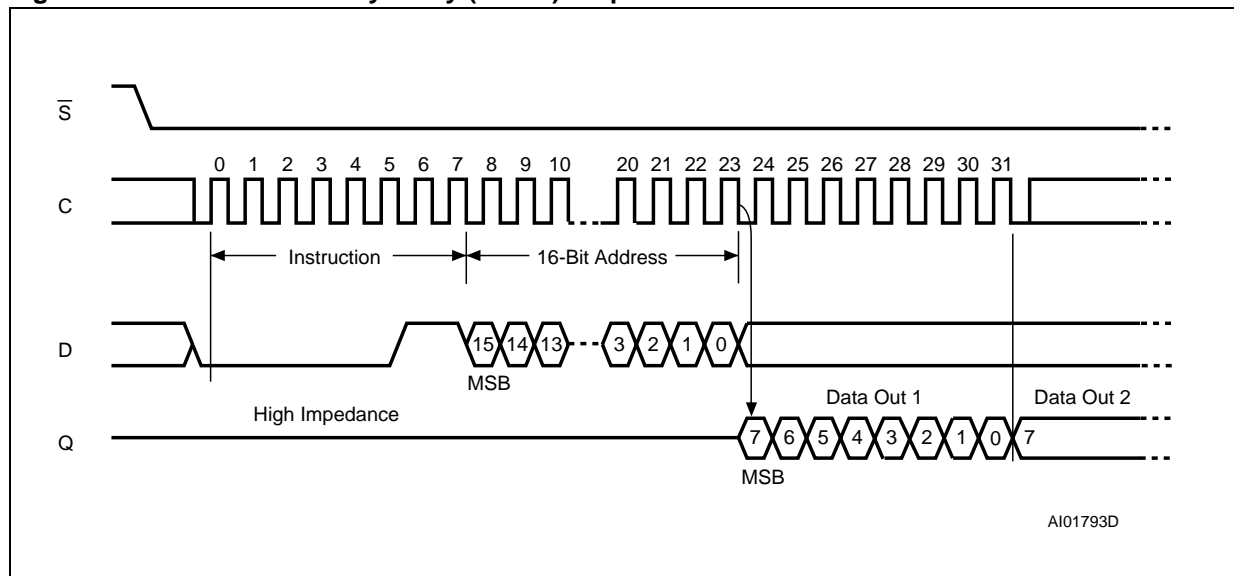 S
0 1 2 3 4 5 6 7 8 9 10 20 21 22 23 24 25 26 27 28 29 30 31
C
Instruction 16-Bit Address
D
15 14 13 3 2 1 0
MSB
High Impedance Data Out 1 Data Out 2
Q
7 6 5 4 3 2 1 0 7
MSB
AI01793D